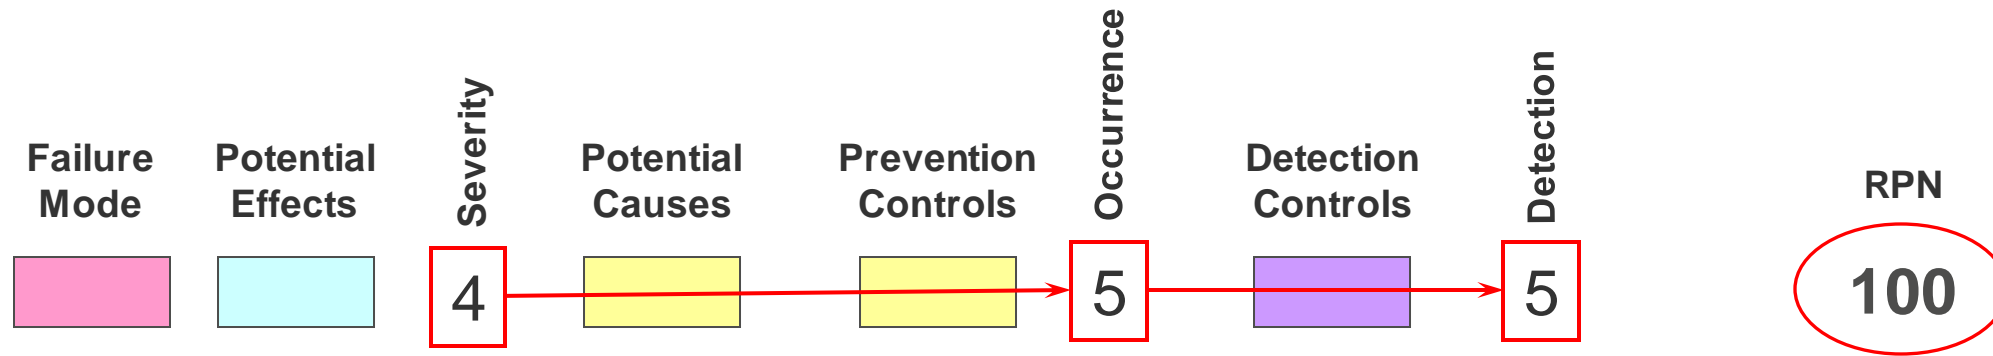 Failure
Mode
Potential
Effects
Severity
Potential
Causes
Prevention
Controls
Occurrence
Detection
Controls
Detection
RPN
4
5
5
100